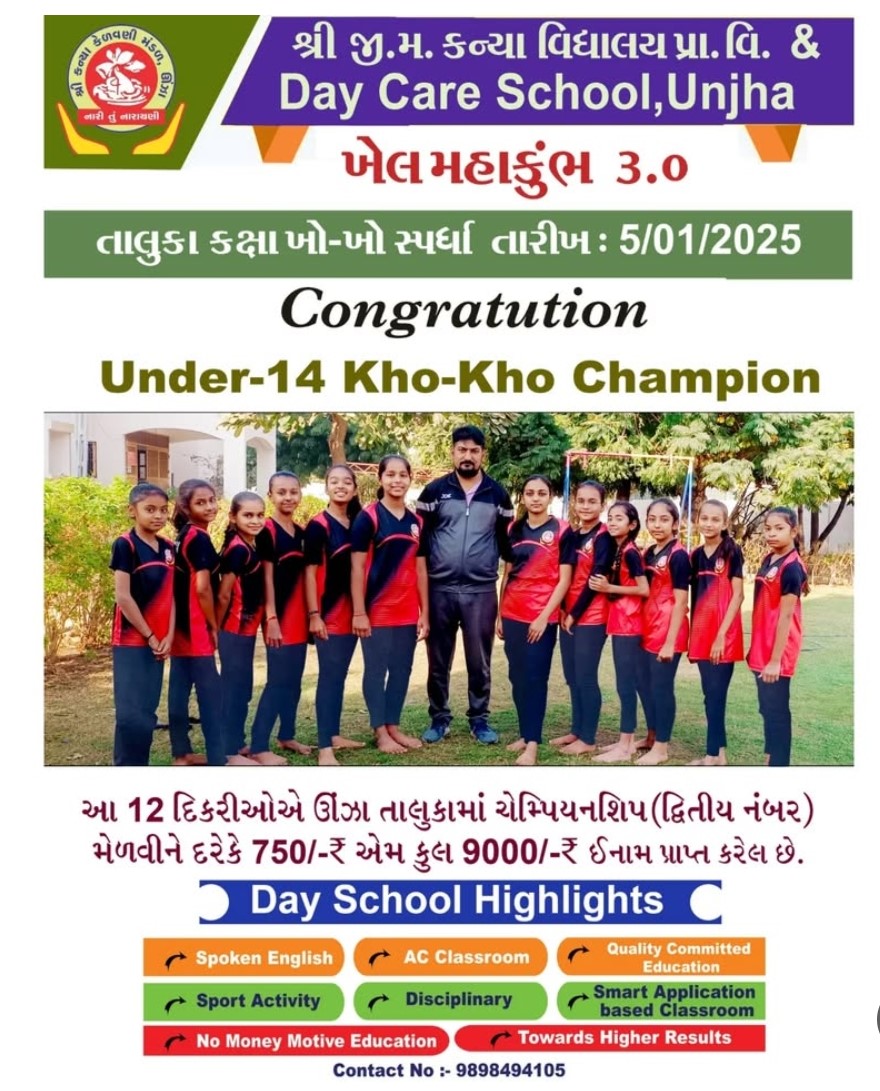 શ્રી કન્યા કેળવણી મંડળ, ઊંઝા
નારી તું નારાયણી
શ્રી જી.મ. કન્યા વિદ્યાલય પ્રા.વિ. &
Day Care School,Unjha
ખેલ મહાકુંભ ૩.૦
તાલુકા કક્ષા ખો-ખો સ્પર્ધા તારીખ : 5/01/2025
Congratution
Under-14 Kho-Kho Champion
આ 12 દિકરીઓએ ઊંઝા તાલુકામાં ચેમ્પિયનશિપ(દ્વિતીય નંબર)
મેળવીને દરેકે 750/-₹ એમ કુલ 9000/-₹ ઈનામ પ્રાપ્ત કરેલ છે.
Day School Highlights
Spoken English
AC Classroom
Quality Committed
Education
Sport Activity
Disciplinary
Smart Application
based Classroom
No Money Motive Education
Towards Higher Results
Contact No :- 9898494105